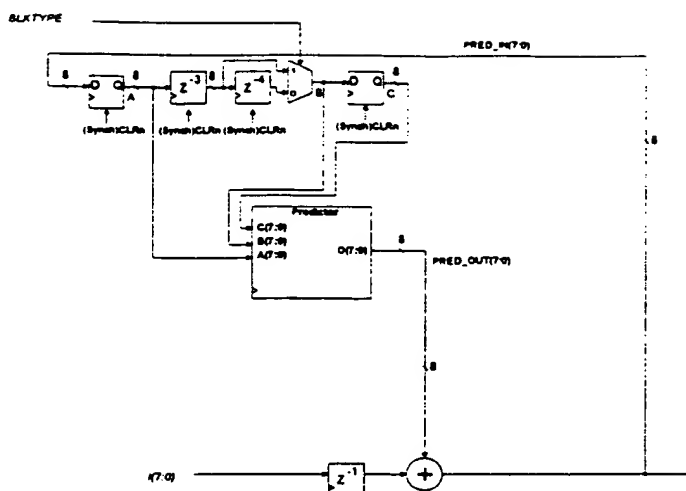 BLKTYPE
PRED_IN(7:0)
8
8
8
8
A
Z⁻³
Z⁻⁴
1
0
B
C
(Synch)CLRn
(Synch)CLRn
(Synch)CLRn
(Synch)CLRn
8
Predictor
C(7:0)
B(7:0)
A(7:0)
O(7:0)
8
PRED_OUT(7:0)
8
I(7:0)
Z⁻¹
+